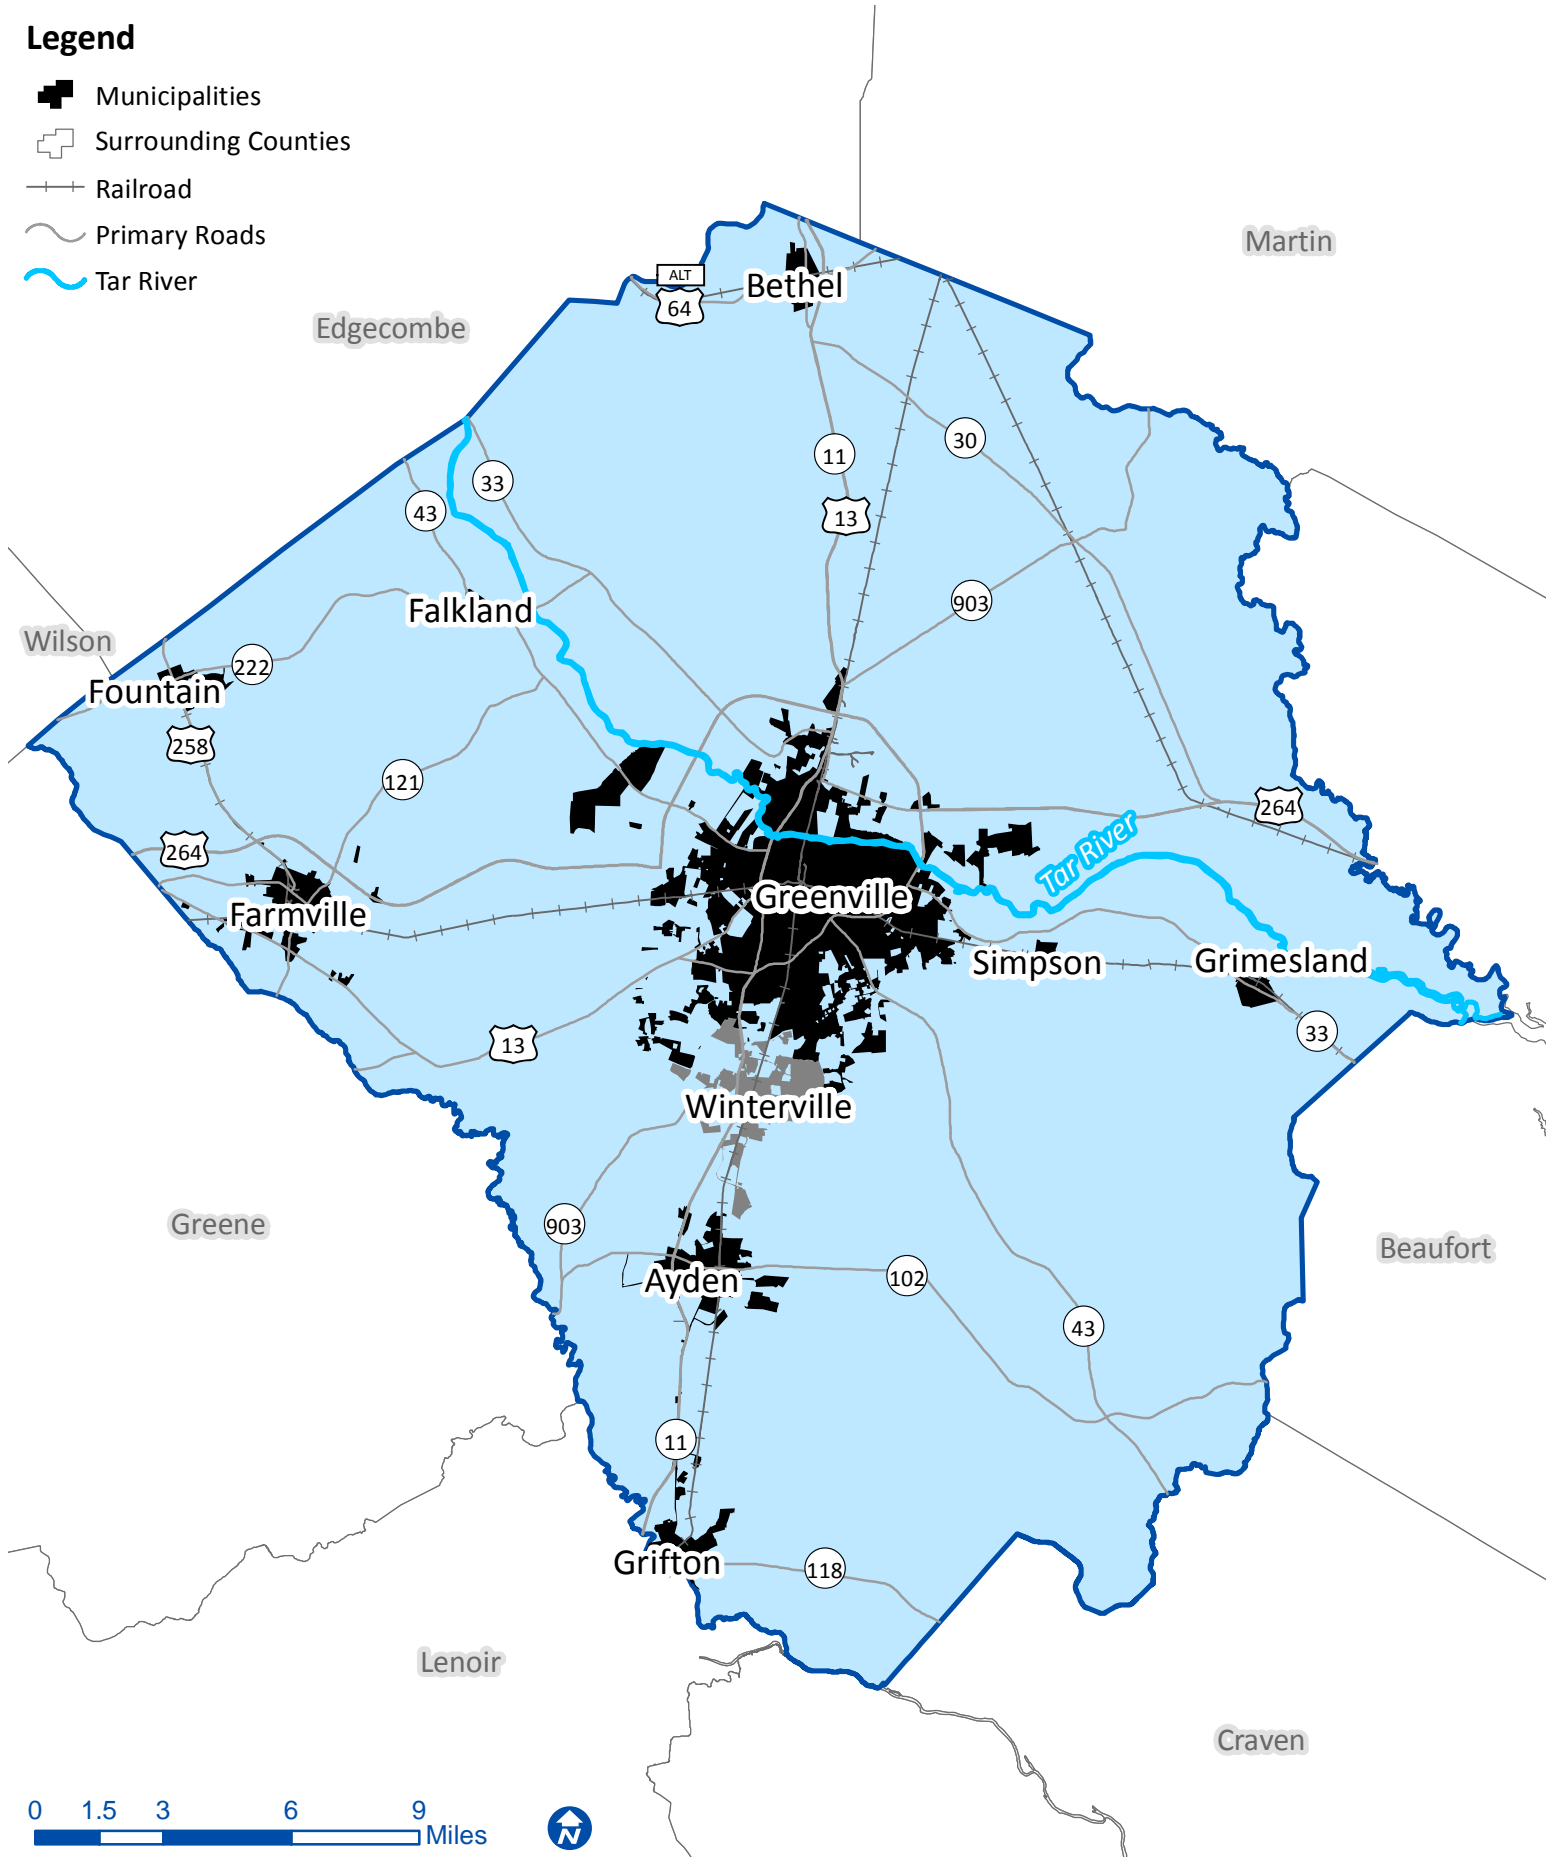 Legend
Municipalities
Surrounding Counties
Railroad
Primary Roads
Tar River
Martin
ALT
64
Bethel
Edgecombe
30
11
33
43
13
903
Falkland
Wilson
222
Fountain
258
121
264
264
Tar River
Greenville
Farmville
Simpson
Grimesland
33
13
Winterville
Greene
903
Beaufort
102
Ayden
43
11
Grifton
118
Lenoir
Craven
0 1.5 3 6 9
Miles
N